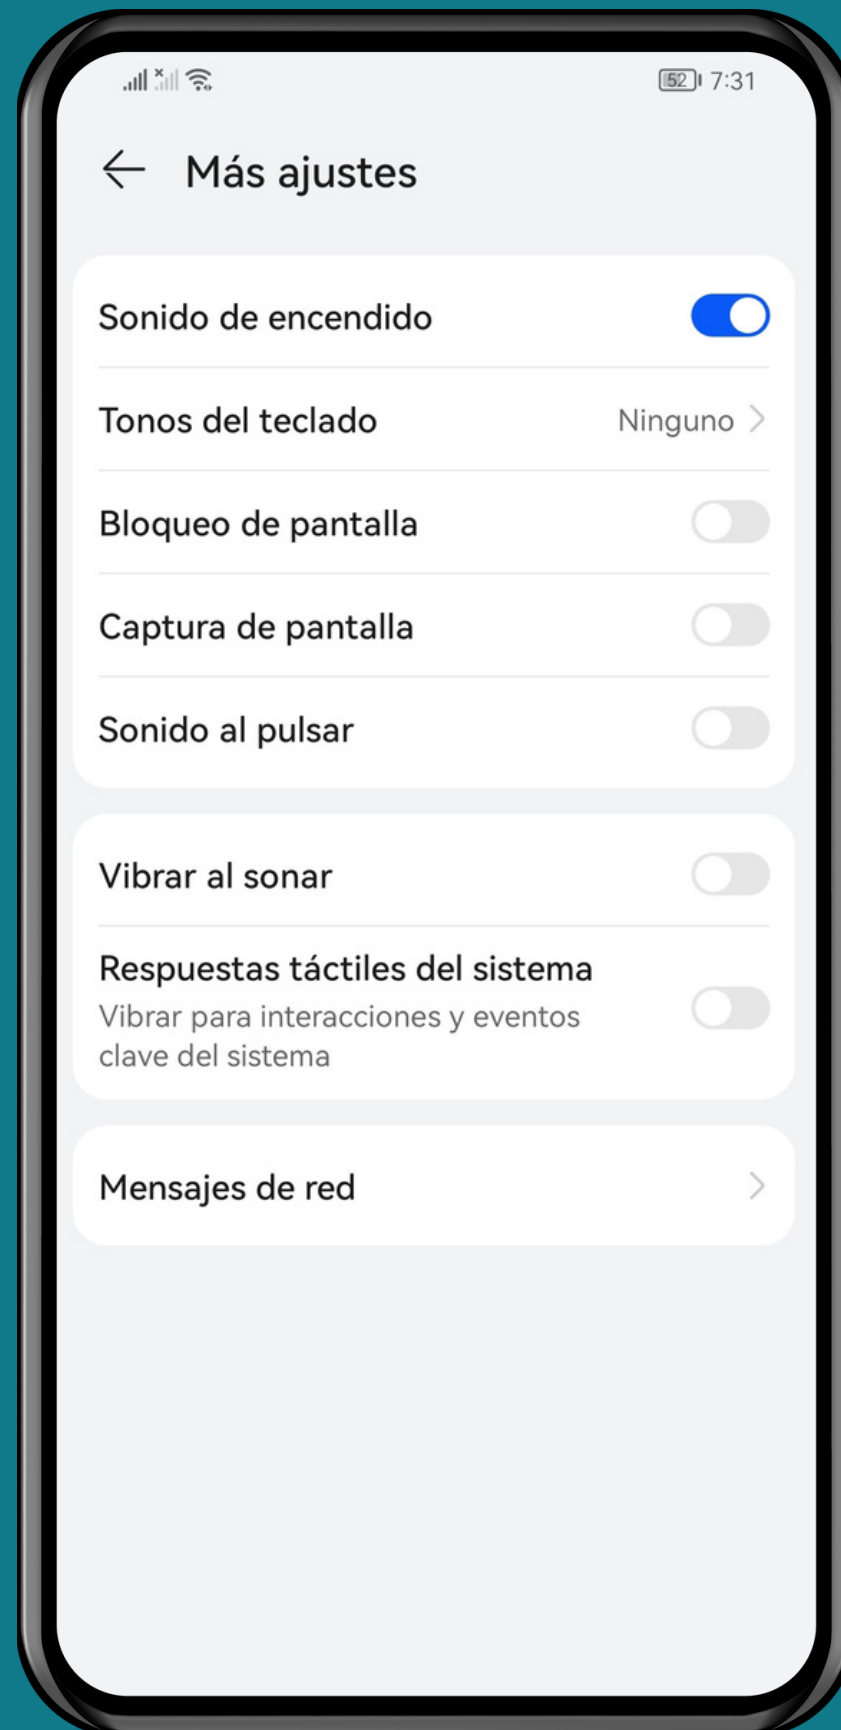 52 7:31
Más ajustes
Sonido de encendido
Tonos del teclado Ninguno
Bloqueo de pantalla
Captura de pantalla
Sonido al pulsar
Vibrar al sonar
Respuestas táctiles del sistema
Vibrar para interacciones y eventos
clave del sistema
Mensajes de red